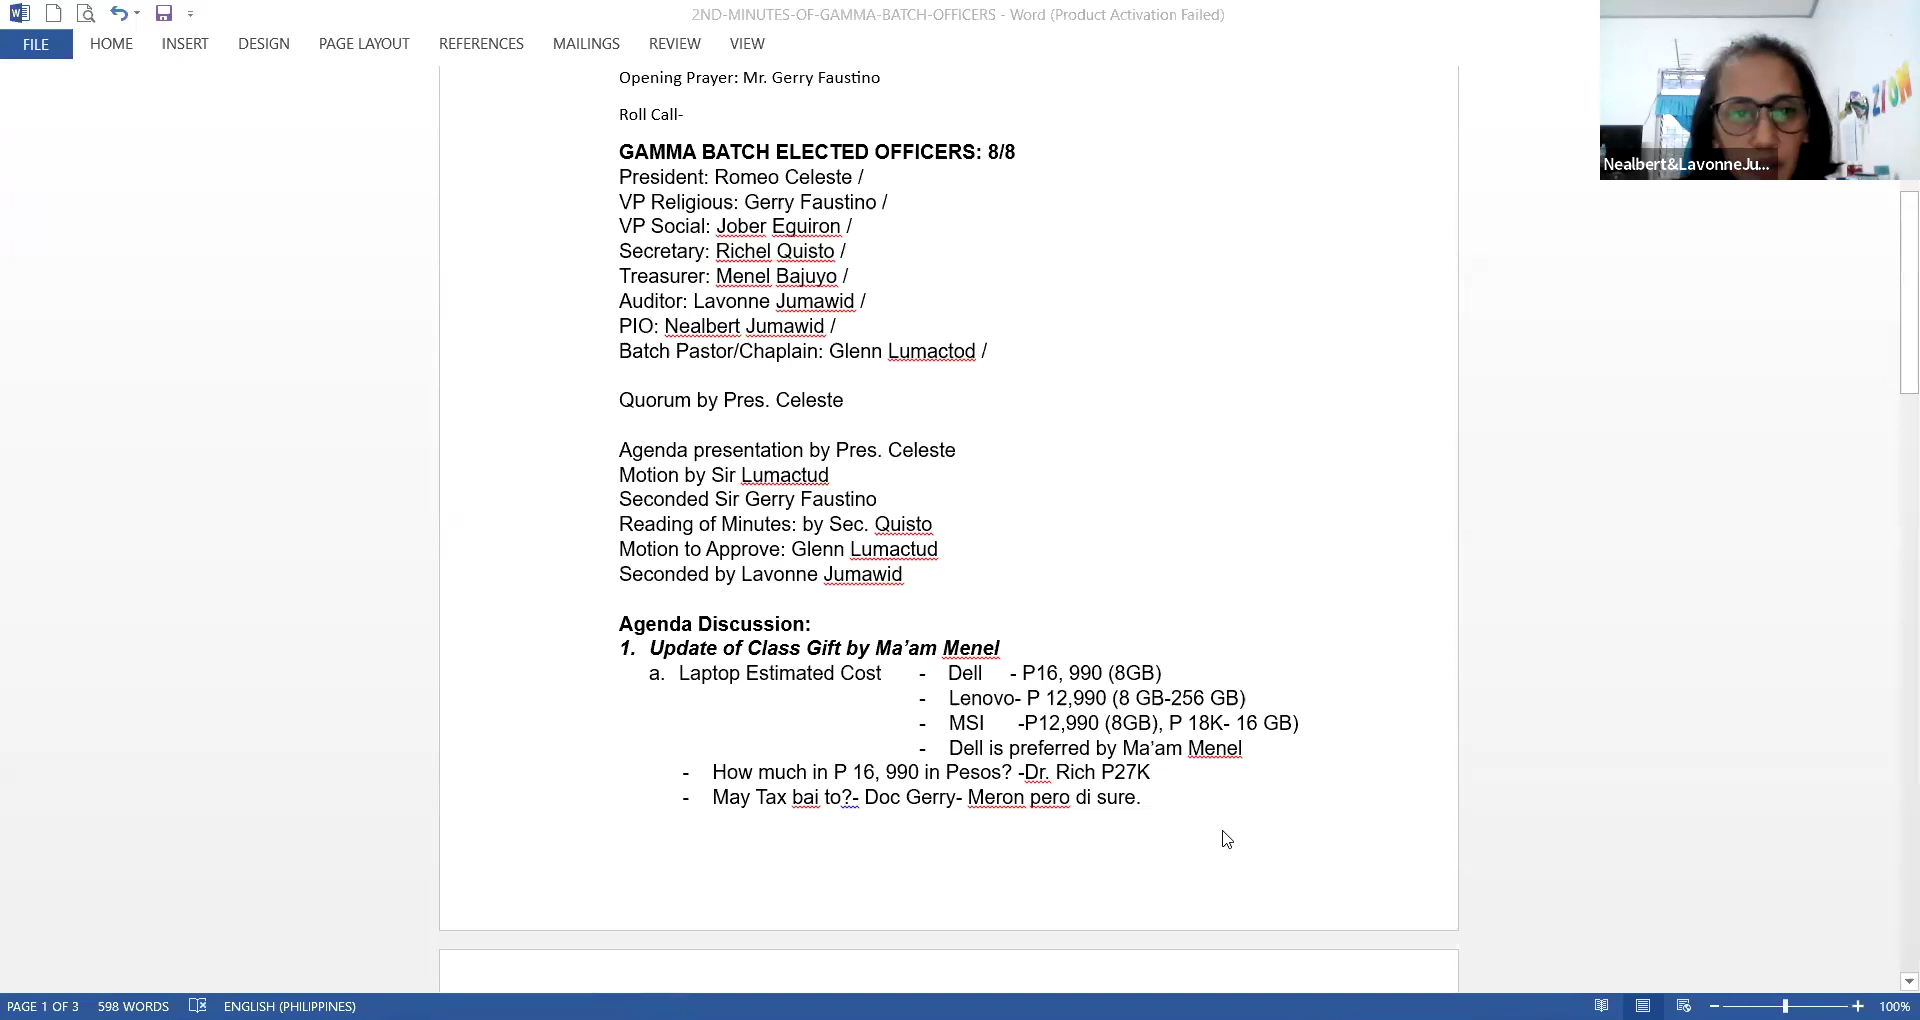 2ND-MINUTES-OF-GAMMA-BATCH-OFFICERS - Word (Product Activation Failed)
FILE HOME INSERT DESIGN PAGE LAYOUT REFERENCES MAILINGS REVIEW VIEW
ZION
Nealbert&LavonneJu...
Opening Prayer: Mr. Gerry Faustino
Roll Call-
GAMMA BATCH ELECTED OFFICERS: 8/8
President: Romeo Celeste /
VP Religious: Gerry Faustino /
VP Social: Jober Eguiron /
Secretary: Richel Quisto /
Treasurer: Menel Bajuyo /
Auditor: Lavonne Jumawid /
PIO: Nealbert Jumawid /
Batch Pastor/Chaplain: Glenn Lumactod /
Quorum by Pres. Celeste
Agenda presentation by Pres. Celeste
Motion by Sir Lumactud
Seconded Sir Gerry Faustino
Reading of Minutes: by Sec. Quisto
Motion to Approve: Glenn Lumactud
Seconded by Lavonne Jumawid
Agenda Discussion:
1. Update of Class Gift by Ma’am Menel
a. Laptop Estimated Cost - Dell - P16, 990 (8GB)
- Lenovo- P 12,990 (8 GB-256 GB)
- MSI -P12,990 (8GB), P 18K- 16 GB)
- Dell is preferred by Ma’am Menel
- How much in P 16, 990 in Pesos? -Dr. Rich P27K
- May Tax bai to?- Doc Gerry- Meron pero di sure.
PAGE 1 OF 3 598 WORDS ENGLISH (PHILIPPINES) 100%